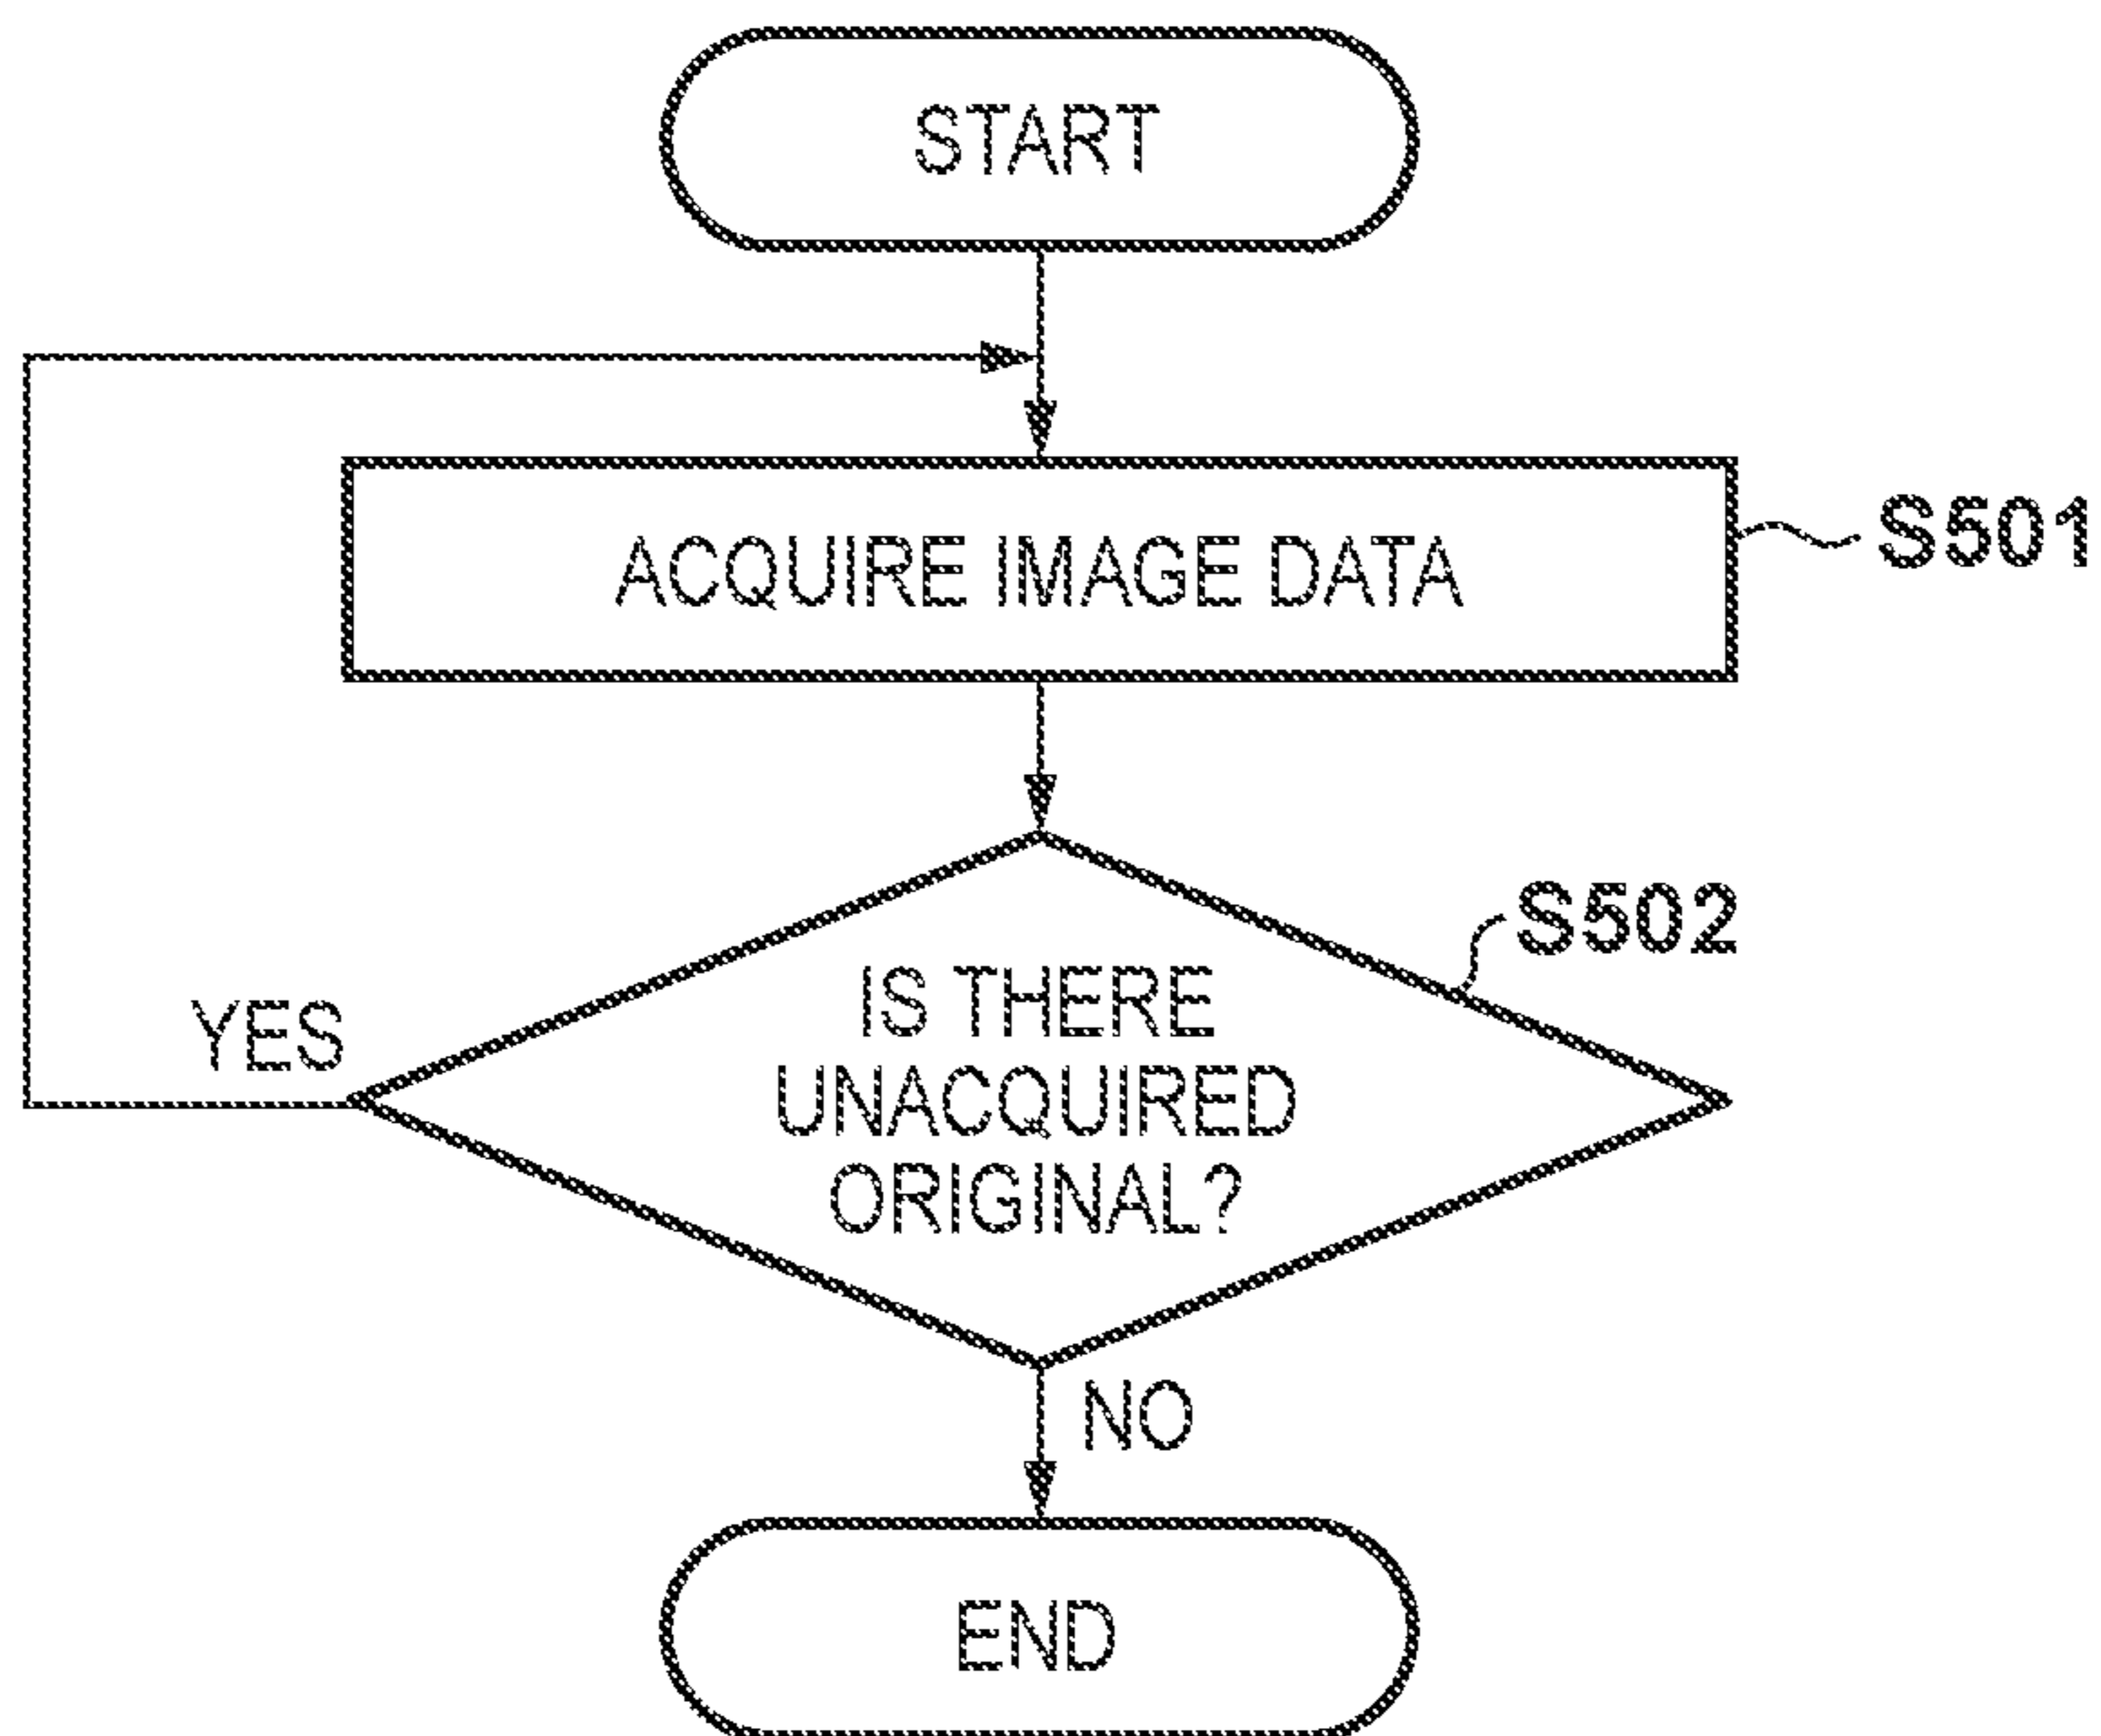 START
ACQUIRE IMAGE DATA
S501
S502
IS THERE
UNACQUIRED
ORIGINAL?
YES
NO
END